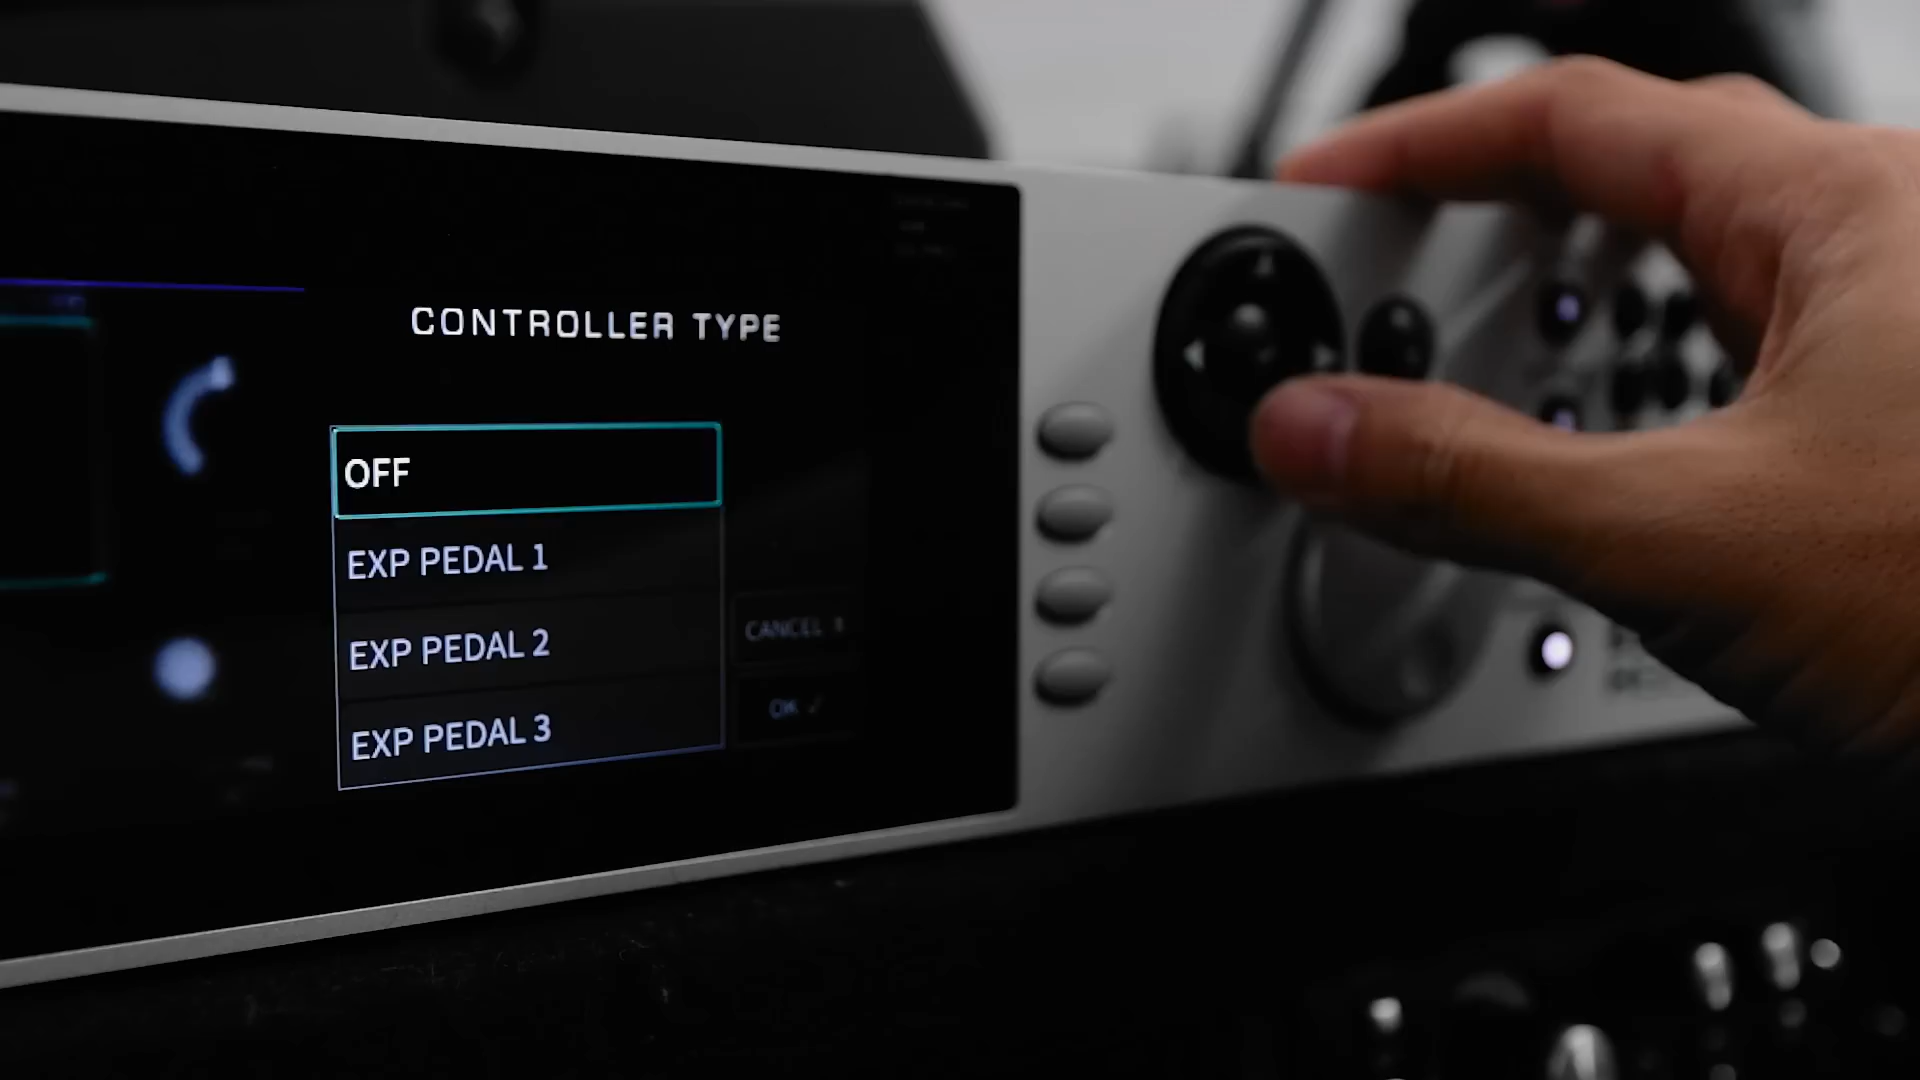 CONTROLLER TYPE
OFF
EXP PEDAL 1
EXP PEDAL 2
EXP PEDAL 3
CANCEL
OK ✓